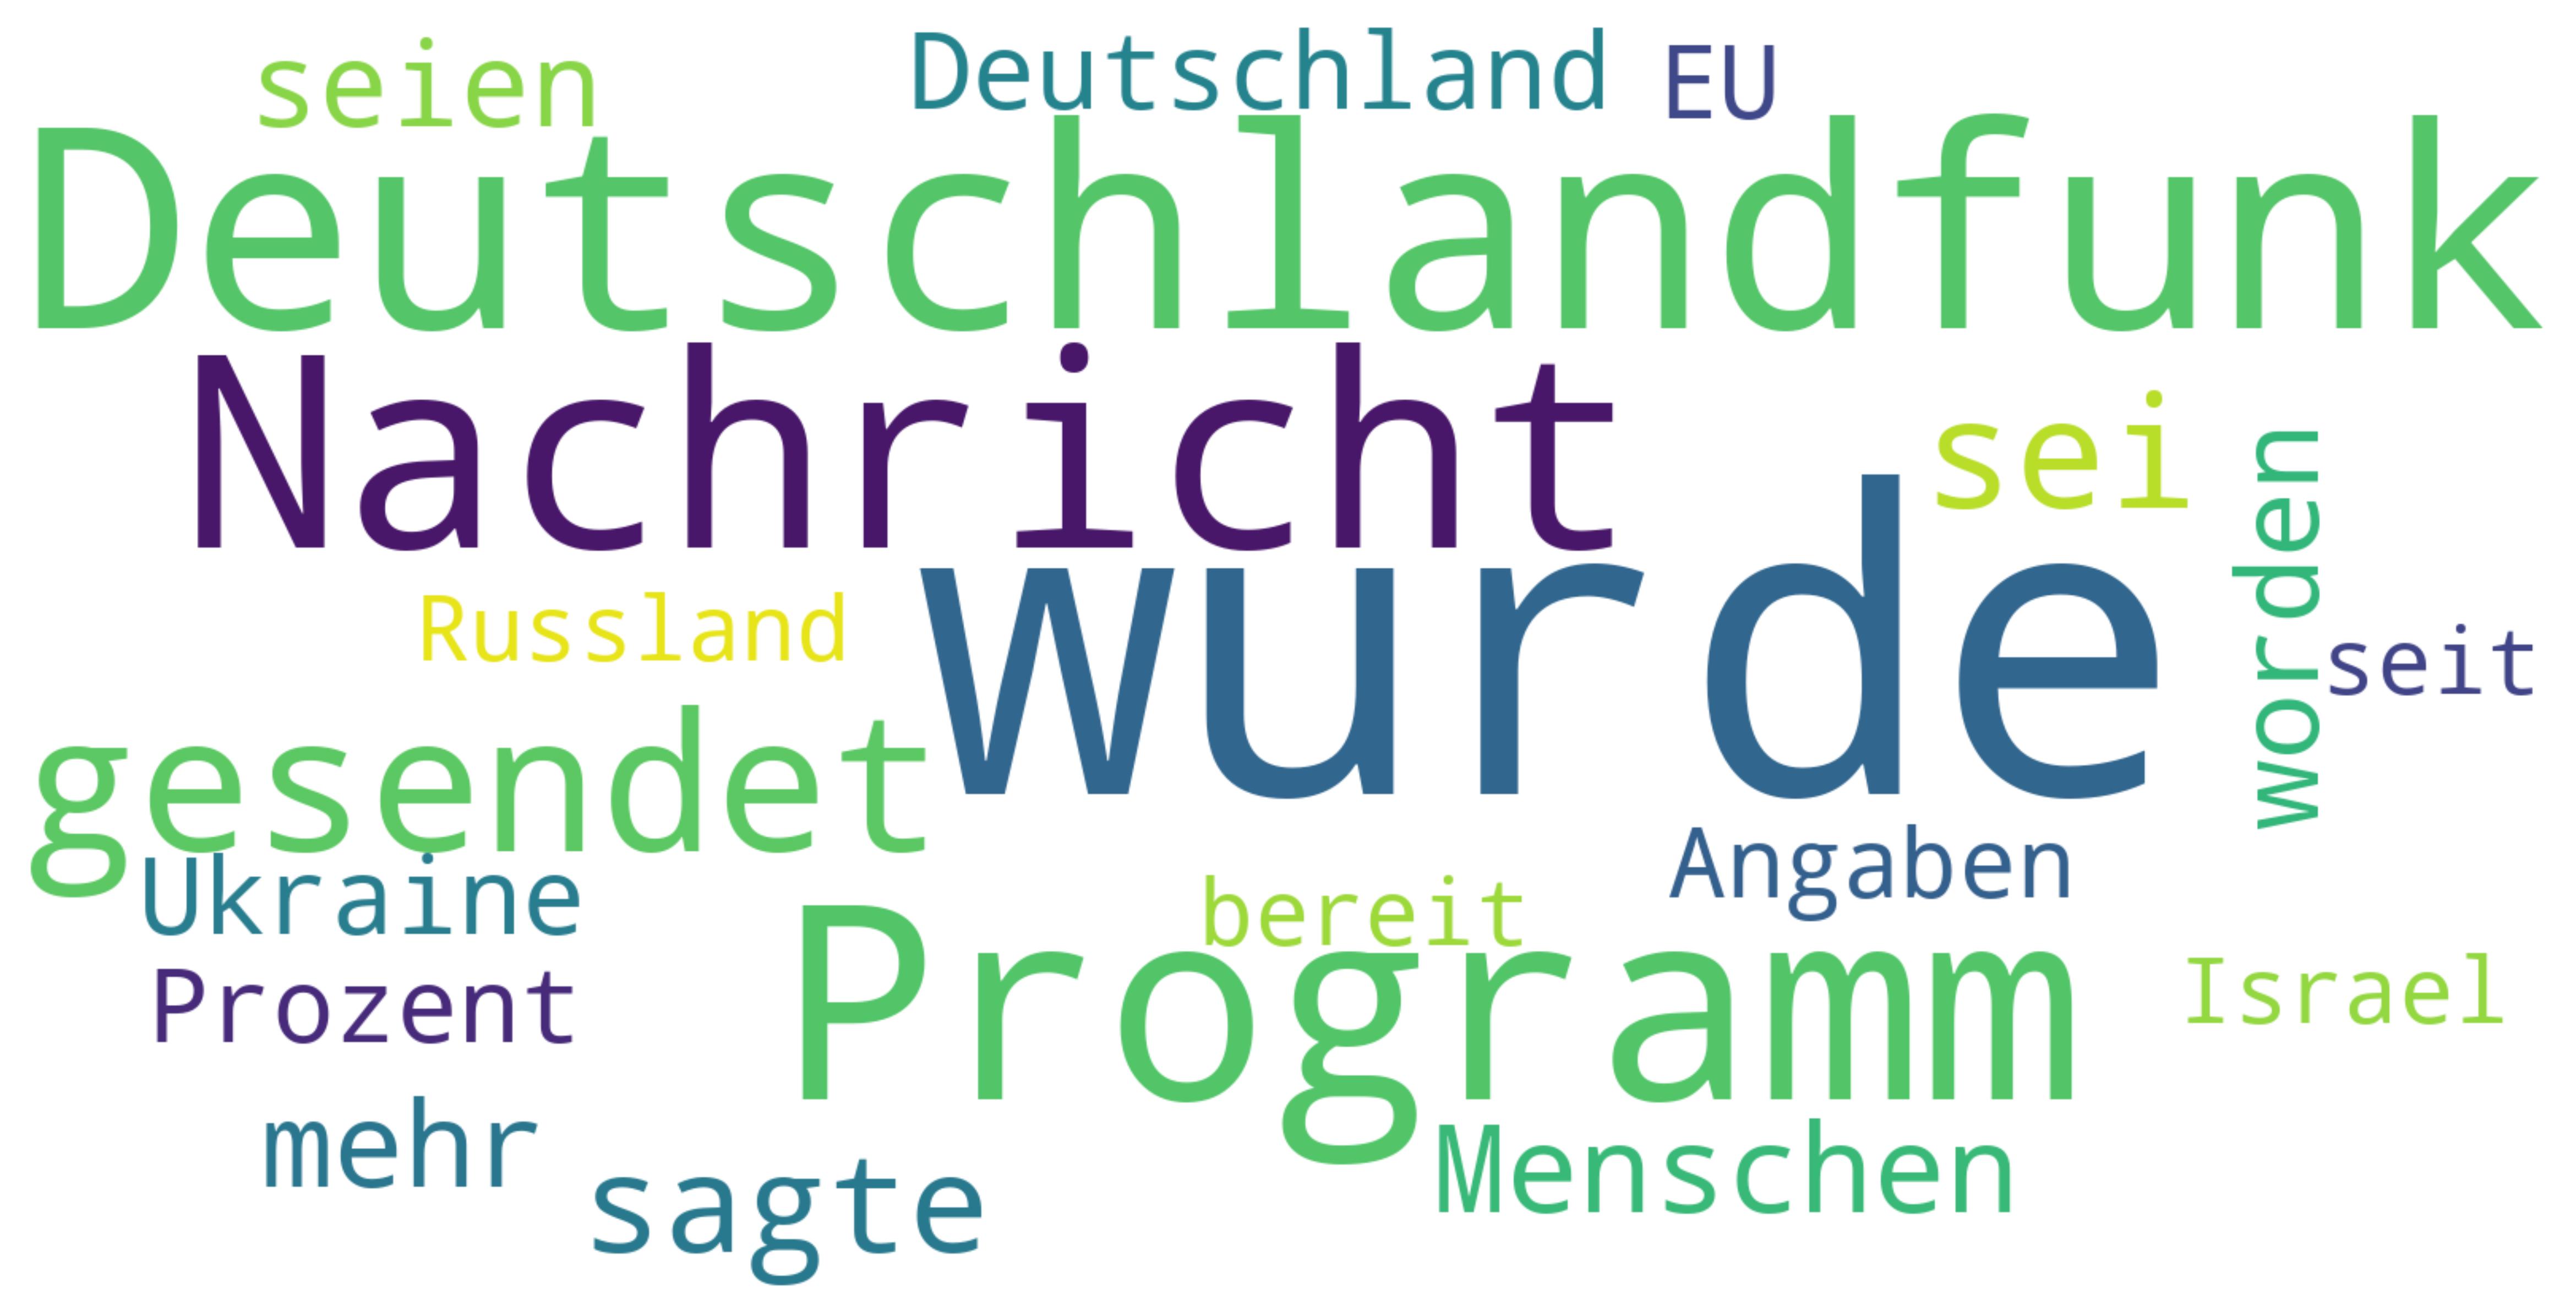 seien Deutschland EU
Deutschlandfunk
Nachricht sei
worden
Russland wurde seit
gesendet
Ukraine Angaben
bereit
Prozent Programm Israel
mehr Menschen
sagte